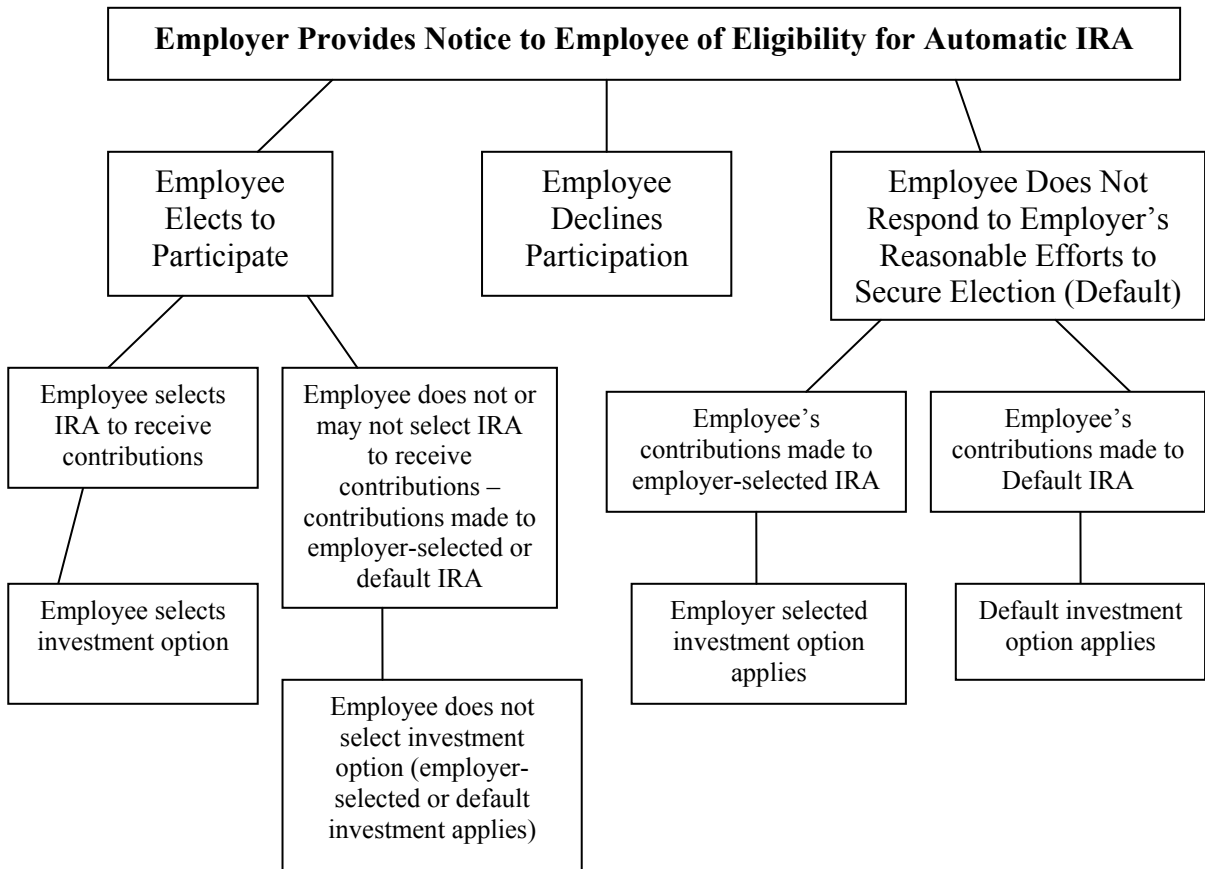 Employer Provides Notice to Employee of Eligibility for Automatic IRA
Employee
Elects to
Participate
Employee
Declines
Participation
Employee Does Not
Respond to Employer’s
Reasonable Efforts to
Secure Election (Default)
Employee selects
IRA to receive
contributions
Employee does not or
may not select IRA
to receive
contributions –
contributions made to
employer-selected or
default IRA
Employee’s
contributions made to
employer-selected IRA
Employee’s
contributions made to
Default IRA
Employee selects
investment option
Employee does not
select investment
option (employer-
selected or default
investment applies)
Employer selected
investment option
applies
Default investment
option applies